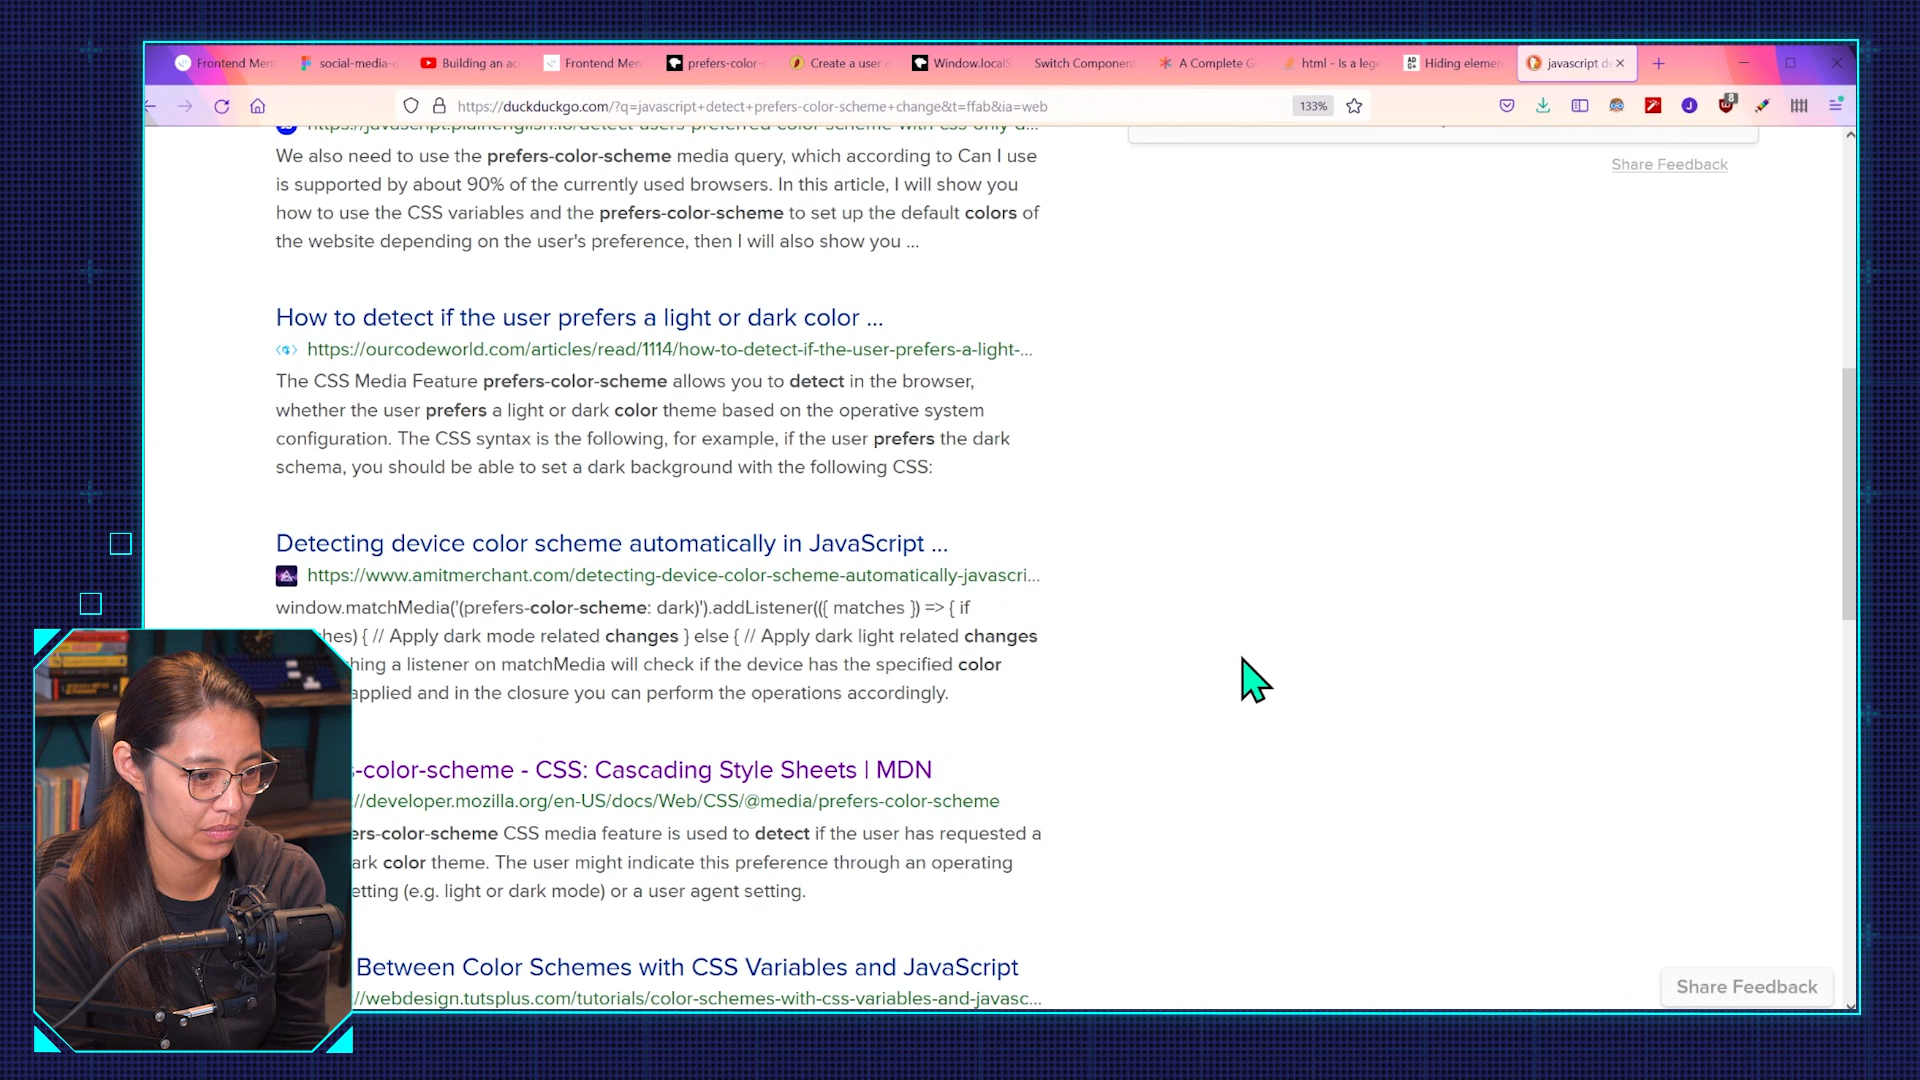 Frontend Men
social-media-
Building an ac
Frontend Men
prefers-color-s
Create a user
Window.localS
Switch Component
A Complete G
html - Is a lege
Hiding elemen
javascript de
https://duckduckgo.com/?q=javascript+detect+prefers-color-scheme+change&t=ffab&ia=web
133%
8
https://javascript.plainenglish.io/detect-users-preferred-color-scheme-with-css-only-d...
We also need to use the prefers-color-scheme media query, which according to Can I use
is supported by about 90% of the currently used browsers. In this article, I will show you
how to use the CSS variables and the prefers-color-scheme to set up the default colors of
the website depending on the user's preference, then I will also show you ...
Share Feedback
How to detect if the user prefers a light or dark color ...
https://ourcodeworld.com/articles/read/1114/how-to-detect-if-the-user-prefers-a-light-...
The CSS Media Feature prefers-color-scheme allows you to detect in the browser,
whether the user prefers a light or dark color theme based on the operative system
configuration. The CSS syntax is the following, for example, if the user prefers the dark
schema, you should be able to set a dark background with the following CSS:
Detecting device color scheme automatically in JavaScript ...
https://www.amitmerchant.com/detecting-device-color-scheme-automatically-javascri...
window.matchMedia('(prefers-color-scheme: dark)').addListener(({ matches }) => { if
hes) { // Apply dark mode related changes } else { // Apply dark light related changes
hing a listener on matchMedia will check if the device has the specified color
applied and in the closure you can perform the operations accordingly.
s-color-scheme - CSS: Cascading Style Sheets | MDN
//developer.mozilla.org/en-US/docs/Web/CSS/@media/prefers-color-scheme
ers-color-scheme CSS media feature is used to detect if the user has requested a
ark color theme. The user might indicate this preference through an operating
etting (e.g. light or dark mode) or a user agent setting.
Between Color Schemes with CSS Variables and JavaScript
//webdesign.tutsplus.com/tutorials/color-schemes-with-css-variables-and-javasc...
Share Feedback